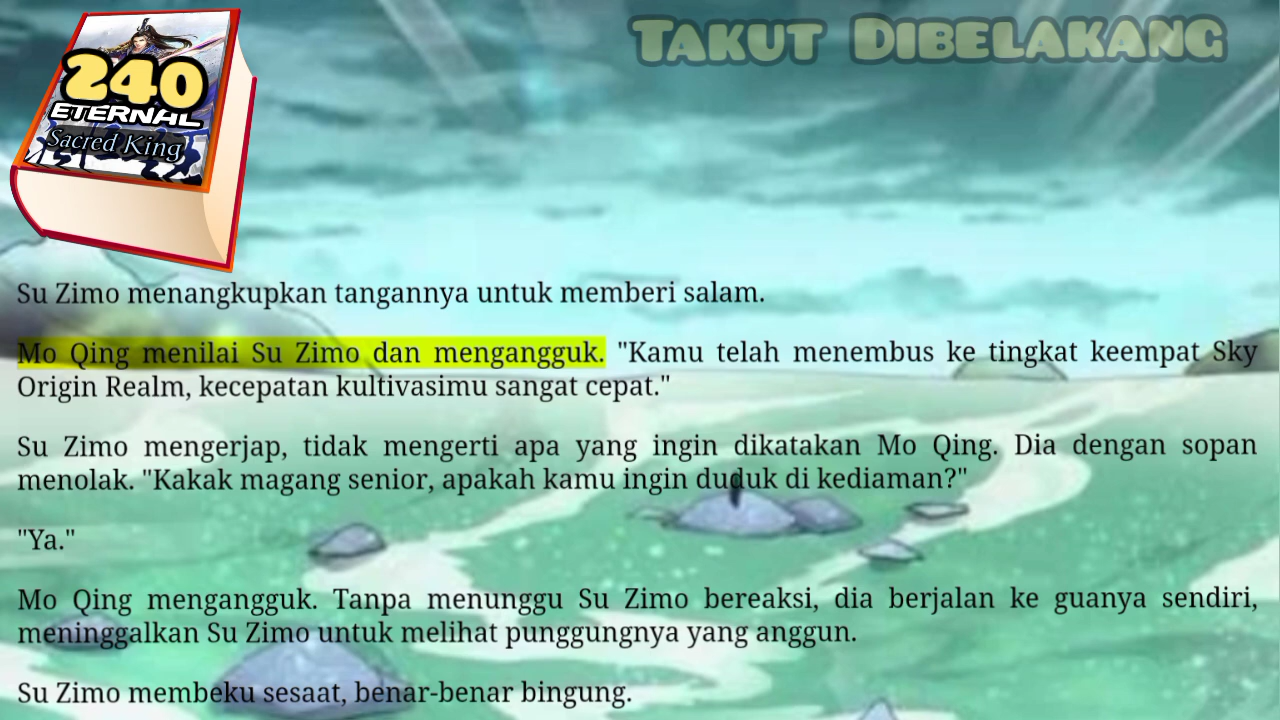 Takut Dibelakang
240
ETERNAL
Sacred King
Su Zimo menangkupkan tangannya untuk memberi salam.
Mo Qing menilai Su Zimo dan mengangguk. "Kamu telah menembus ke tingkat keempat Sky
Origin Realm, kecepatan kultivasimu sangat cepat."
Su Zimo mengerjap, tidak mengerti apa yang ingin dikatakan Mo Qing. Dia dengan sopan
menolak. "Kakak magang senior, apakah kamu ingin duduk di kediaman?"
"Ya."
Mo Qing mengangguk. Tanpa menunggu Su Zimo bereaksi, dia berjalan ke guanya sendiri,
meninggalkan Su Zimo untuk melihat punggungnya yang anggun.
Su Zimo membeku sesaat, benar-benar bingung.